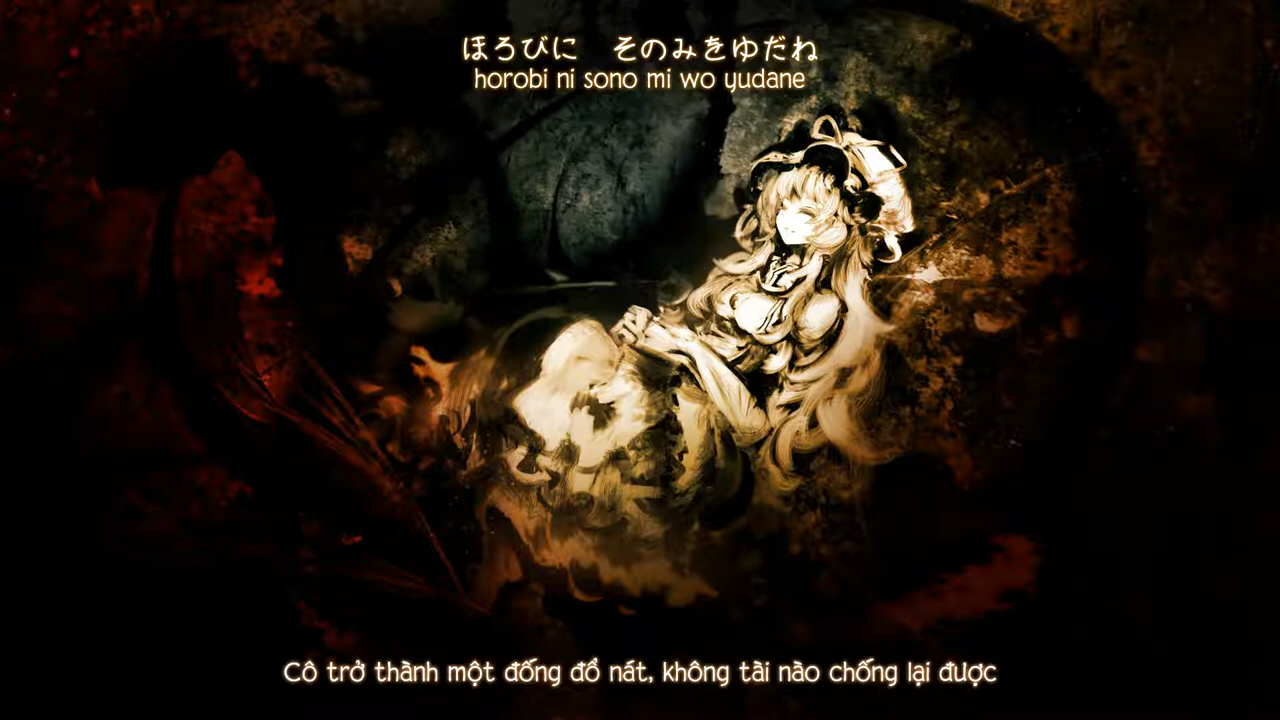 ほろびに　そのみをゆだね
horobi ni sono mi wo yudane
Cô trở thành một đống đổ nát, không tài nào chống lại được